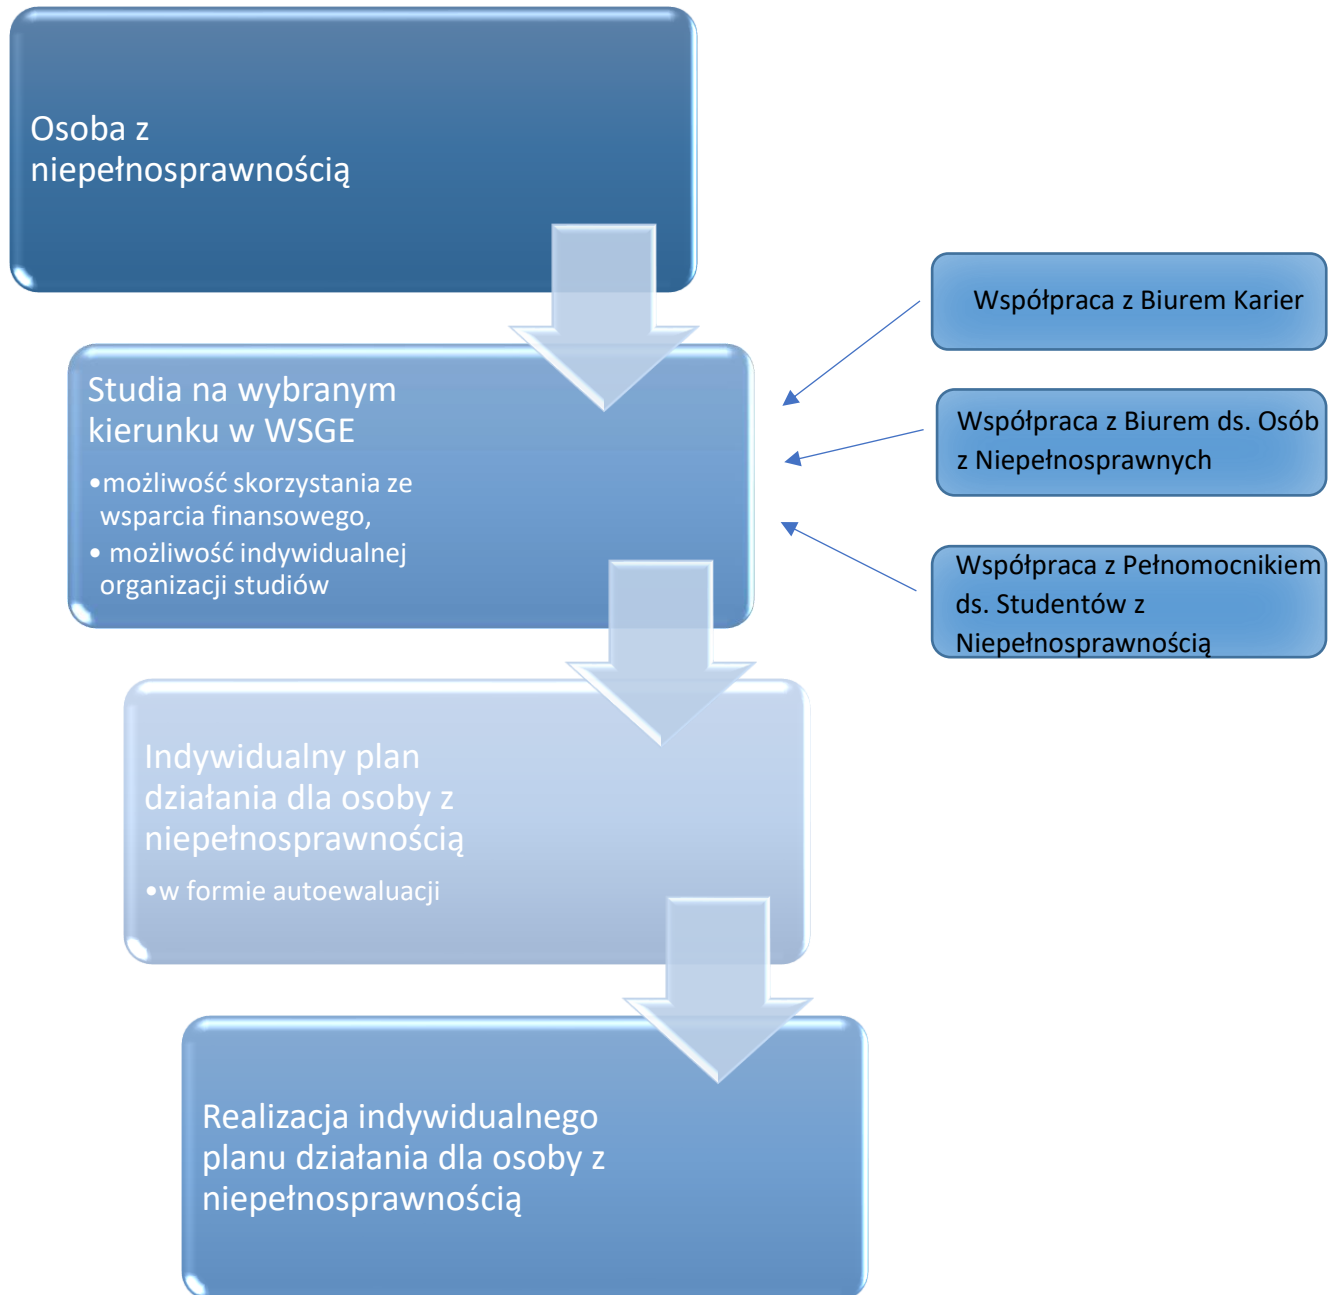 Osoba z
niepełnosprawnością
Studia na wybranym
kierunku w WSGE
•możliwość skorzystania ze
wsparcia finansowego,
• możliwość indywidualnej
organizacji studiów
Współpraca z Biurem Karier
Współpraca z Biurem ds. Osób
z Niepełnosprawnych
Współpraca z Pełnomocnikiem
ds. Studentów z
Niepełnosprawnością
Indywidualny plan
działania dla osoby z
niepełnosprawnością
•w formie autoewaluacji
Realizacja indywidualnego
planu działania dla osoby z
niepełnosprawnością